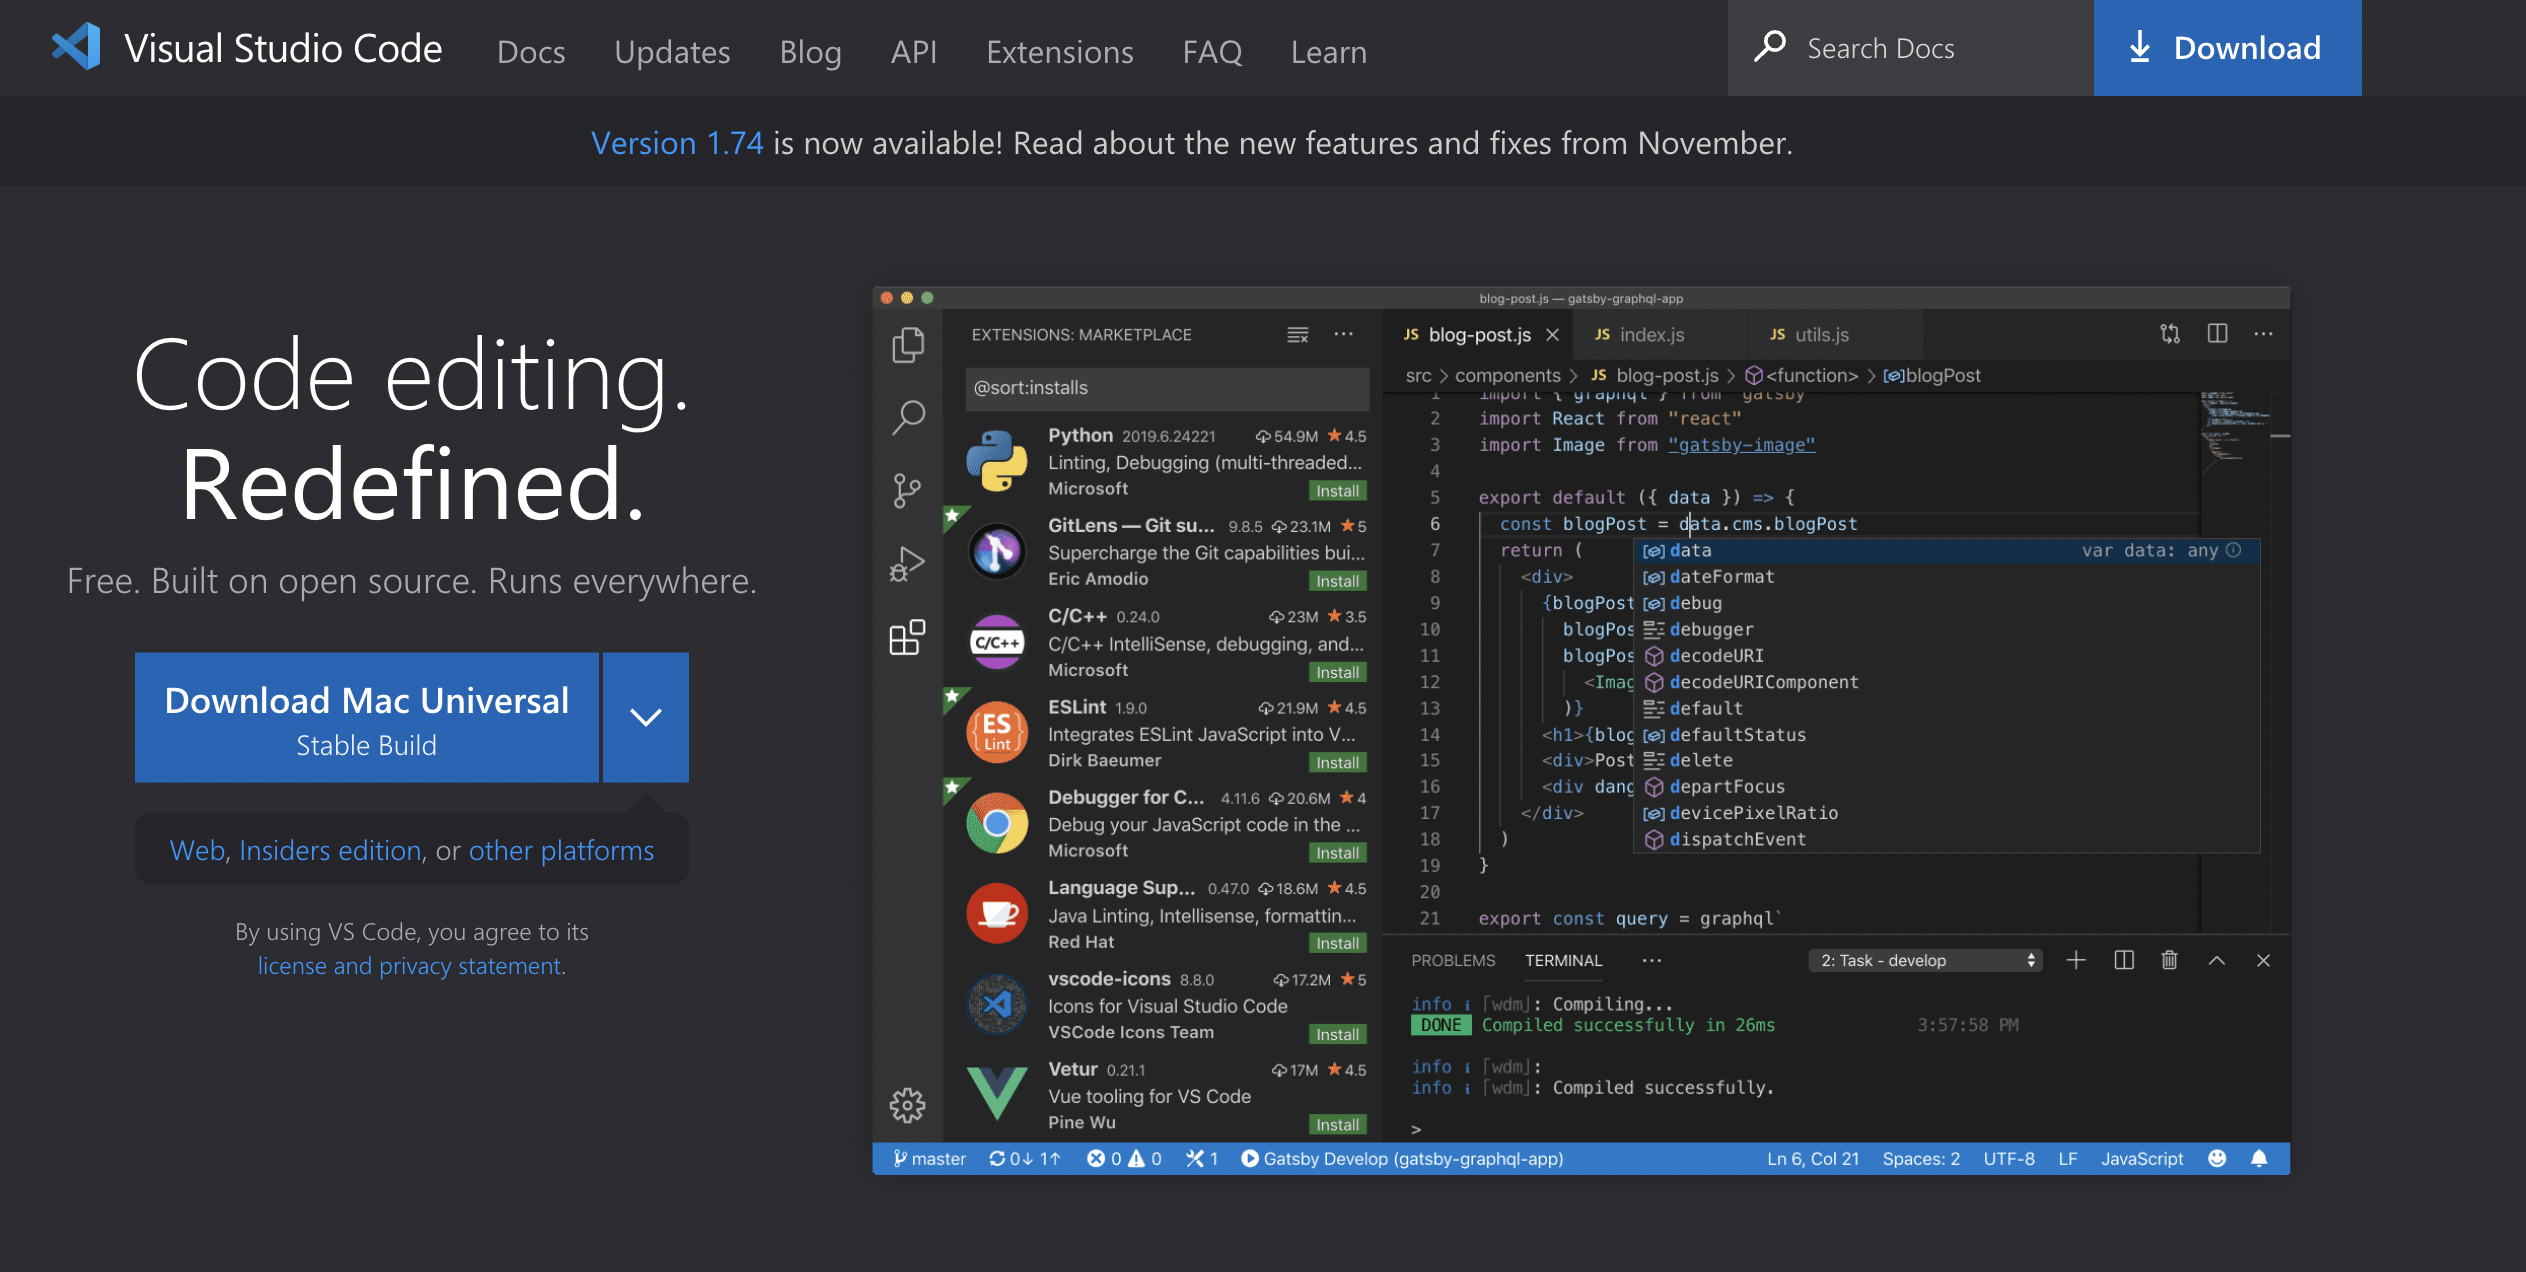 Visual Studio Code Docs Updates Blog API Extensions FAQ Learn Search Docs Download
Version 1.74 is now available! Read about the new features and fixes from November.
Code editing.
Redefined.
Free. Built on open source. Runs everywhere.
Download Mac Universal
Stable Build
Web, Insiders edition, or other platforms
By using VS Code, you agree to its
license and privacy statement.
blog-post.js — gatsby-graphql-app
EXTENSIONS: MARKETPLACE
@sort:installs
Python 2019.6.24221 54.9M 4.5
Linting, Debugging (multi-threaded...
Microsoft Install
GitLens — Git su... 9.8.5 23.1M 5
Supercharge the Git capabilities bui...
Eric Amodio Install
C/C++
C/C++ 0.24.0 23M 3.5
C/C++ IntelliSense, debugging, and...
Microsoft Install
ES
Lint
ESLint 1.9.0 21.9M 4.5
Integrates ESLint JavaScript into V...
Dirk Baeumer Install
Debugger for C... 4.11.6 20.6M 4
Debug your JavaScript code in the ...
Microsoft Install
Language Sup... 0.47.0 18.6M 4.5
Java Linting, Intellisense, formattin...
Red Hat Install
vscode-icons 8.8.0 17.2M 5
Icons for Visual Studio Code
VSCode Icons Team Install
Vetur 0.21.1 17M 4.5
Vue tooling for VS Code
Pine Wu Install
JS blog-post.js JS index.js JS utils.js
src > components > JS blog-post.js > <function> > blogPost
1 import { graphql } from "gatsby"
2 import React from "react"
3 import Image from "gatsby-image"
4
5 export default ({ data }) => {
6 const blogPost = data.cms.blogPost
7 return (
8 <div>
9 {blogPost
10 blogPos
11 blogPos
12 <Imag
13 )}
14 <h1>{blog
15 <div>Post
16 <div dang
17 </div>
18 )
19 }
20
21 export const query = graphql`
data var data: any
dateFormat
debug
debugger
decodeURI
decodeURIComponent
default
defaultStatus
delete
departFocus
devicePixelRatio
dispatchEvent
PROBLEMS TERMINAL ... 2: Task - develop
info i ｢wdm｣: Compiling...
DONE Compiled successfully in 26ms 3:57:58 PM
info i ｢wdm｣:
info i ｢wdm｣: Compiled successfully.
>
master 0↓ 1↑ 0 0 1 Gatsby Develop (gatsby-graphql-app) Ln 6, Col 21 Spaces: 2 UTF-8 LF JavaScript